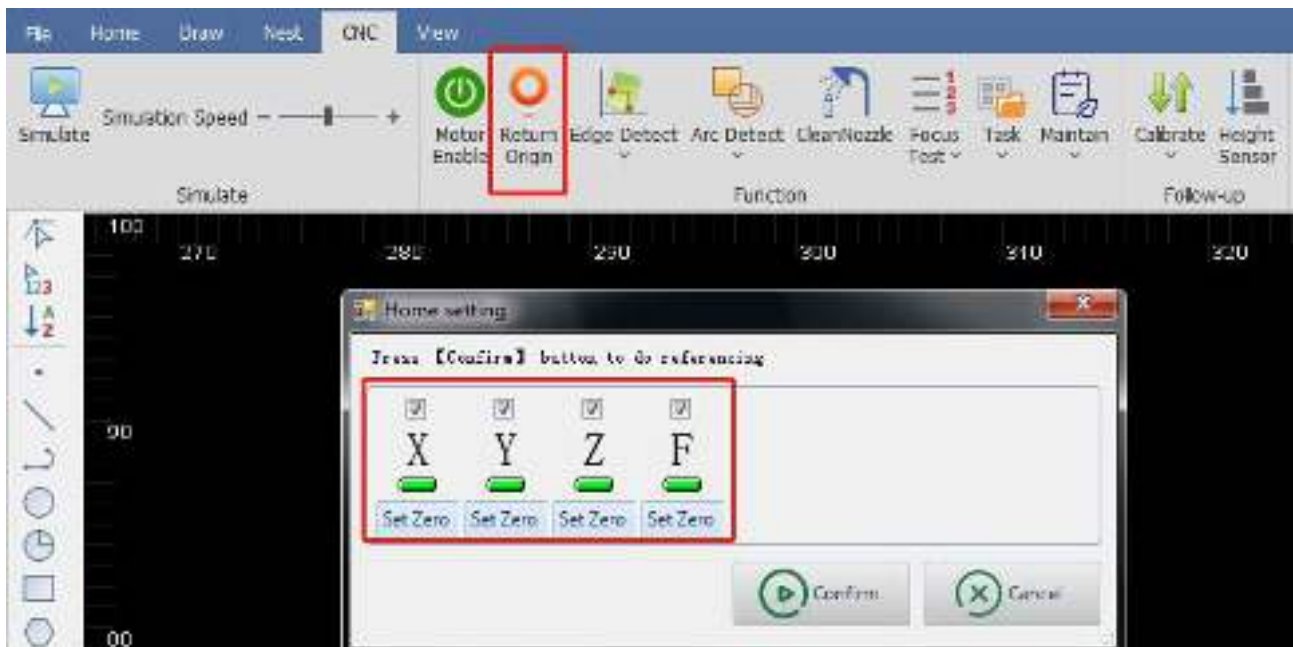 File Home Draw Nest CNC View
Simulate
Simulation Speed
Motor Enable
Return Origin
Edge Detect
Arc Detect
CleanNozzle
Focus Test
Task
Maintain
Calibrate
Height Sensor
Simulate Function Follow-up
100
270 280 290 300 310 320
Home setting
Press 【Confirm】 button to do referencing
90
X Y Z F
Set Zero Set Zero Set Zero Set Zero
Confirm Cancel